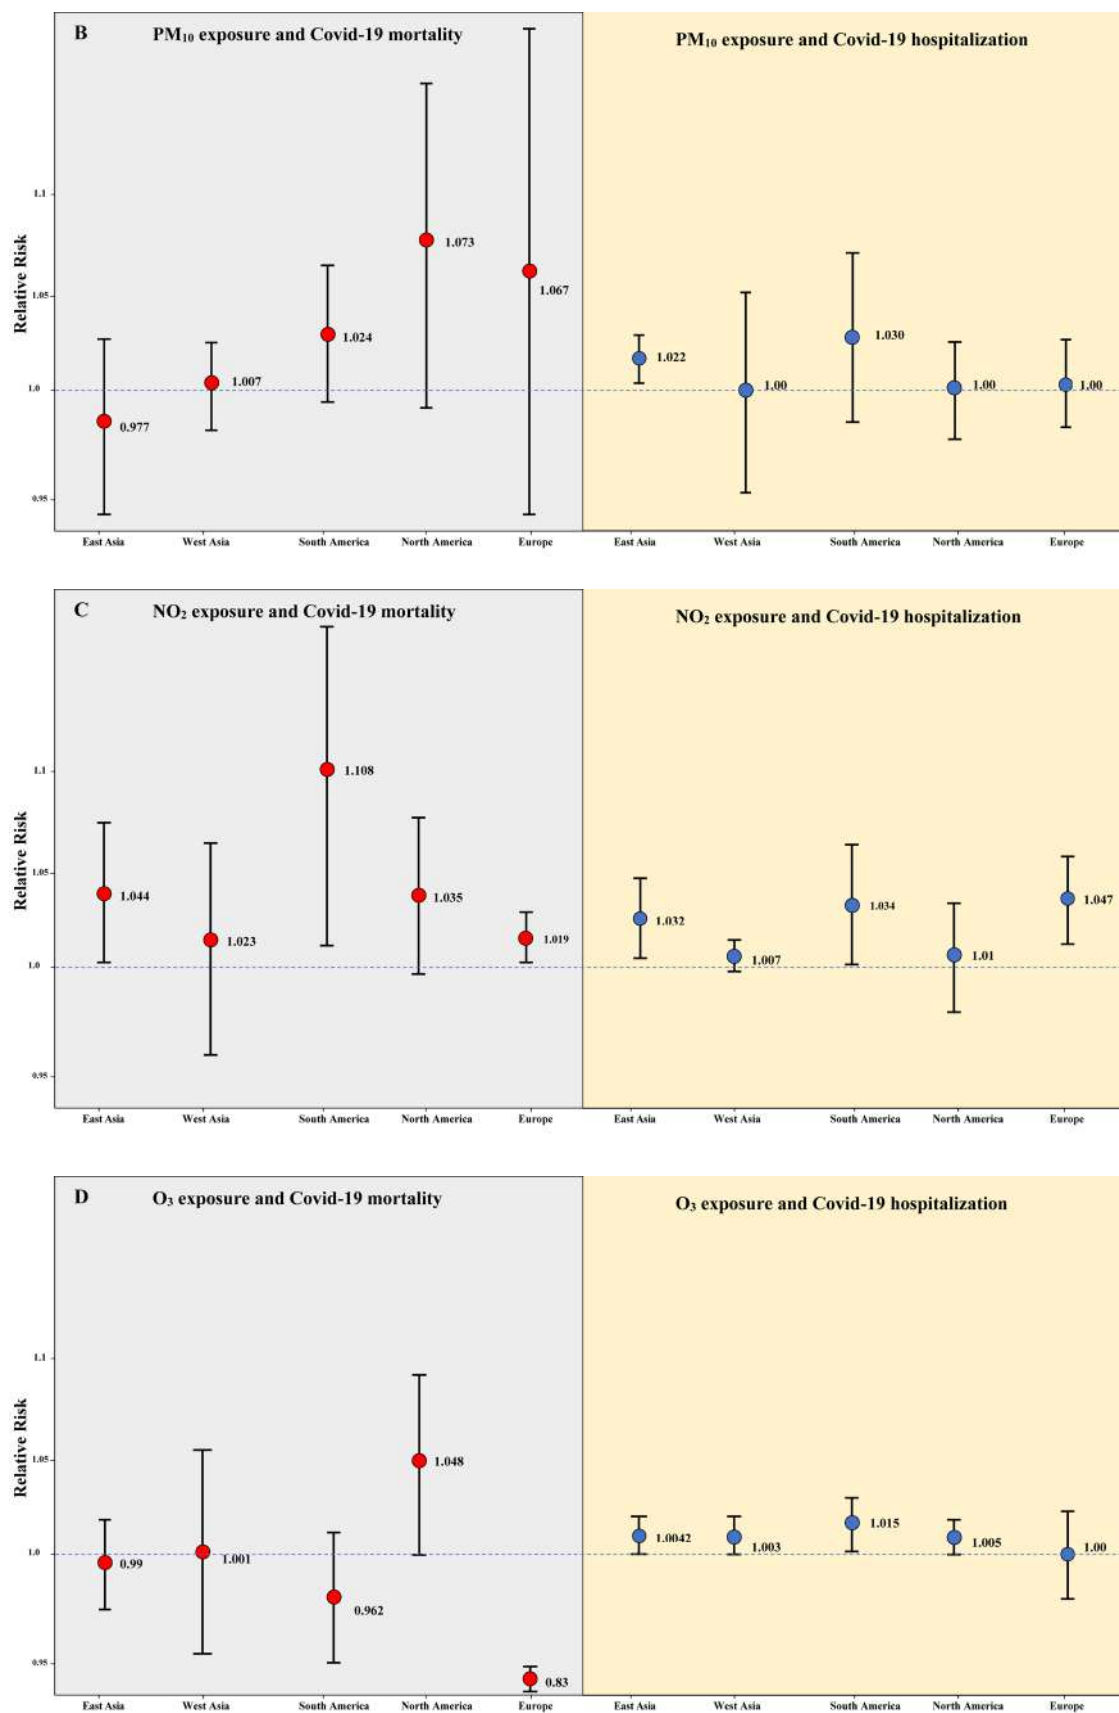 B
PM₁₀ exposure and Covid-19 mortality
PM₁₀ exposure and Covid-19 hospitalization
Relative Risk
1.1
1.05
1.0
0.95
0.977
1.007
1.024
1.073
1.067
1.022
1.00
1.030
1.00
1.00
East Asia
West Asia
South America
North America
Europe
East Asia
West Asia
South America
North America
Europe
C
NO₂ exposure and Covid-19 mortality
NO₂ exposure and Covid-19 hospitalization
Relative Risk
1.1
1.05
1.0
0.95
1.044
1.023
1.108
1.035
1.019
1.032
1.007
1.034
1.01
1.047
East Asia
West Asia
South America
North America
Europe
East Asia
West Asia
South America
North America
Europe
D
O₃ exposure and Covid-19 mortality
O₃ exposure and Covid-19 hospitalization
Relative Risk
1.1
1.05
1.0
0.95
0.99
1.001
0.962
1.048
0.83
1.0042
1.003
1.015
1.005
1.00
East Asia
West Asia
South America
North America
Europe
East Asia
West Asia
South America
North America
Europe